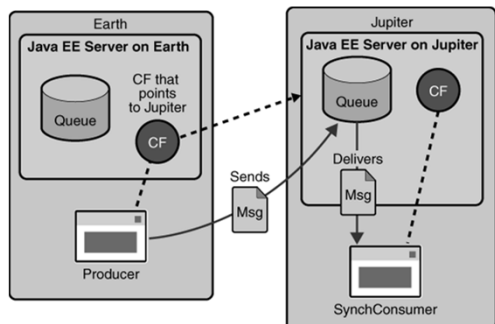 Earth
Java EE Server on Earth
Queue
CF that
points
to Jupiter
CF
Producer
Sends
Msg
Jupiter
Java EE Server on Jupiter
Queue
CF
Delivers
Msg
SynchConsumer